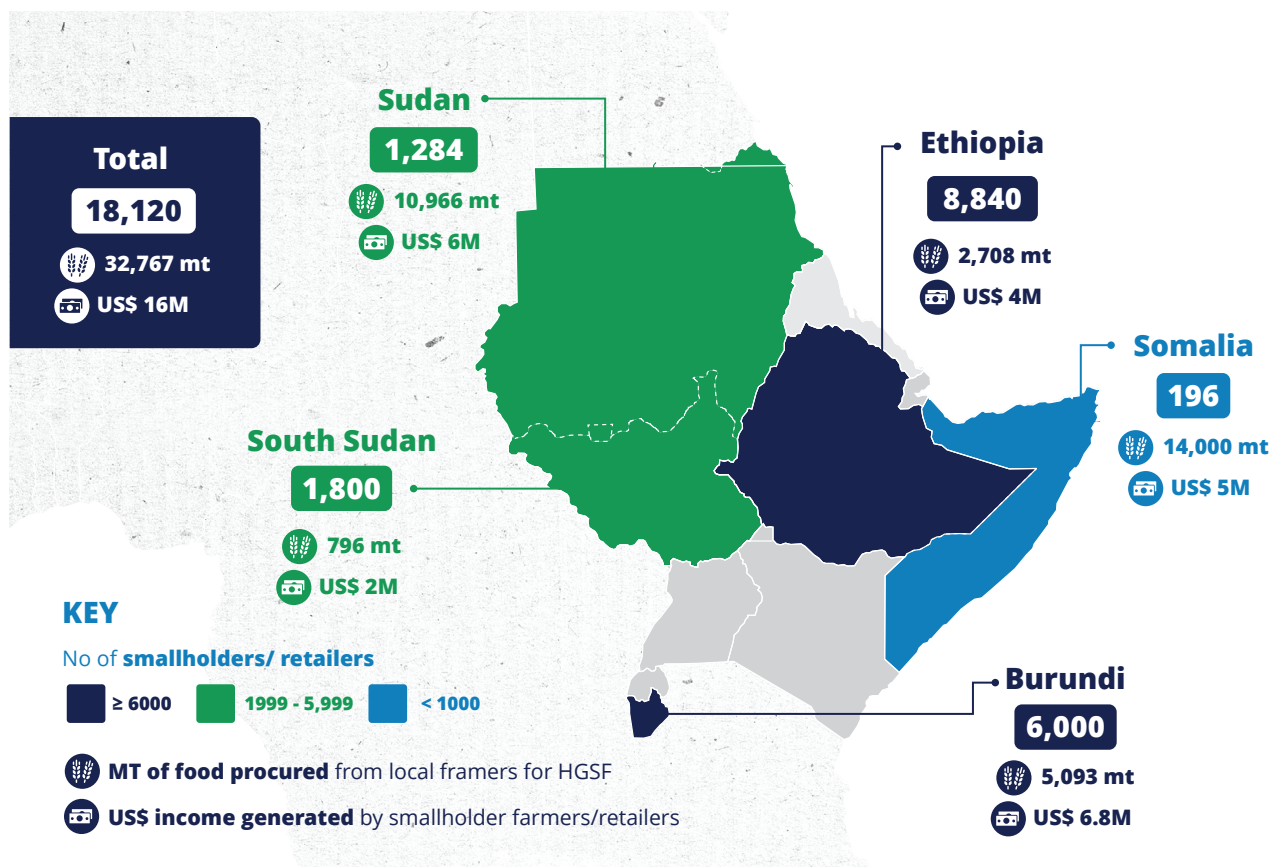 Total
18,120
32,767 mt
US$ 16M
Sudan
1,284
10,966 mt
US$ 6M
Ethiopia
8,840
2,708 mt
US$ 4M
Somalia
196
14,000 mt
US$ 5M
South Sudan
1,800
796 mt
US$ 2M
Burundi
6,000
5,093 mt
US$ 6.8M
KEY
No of smallholders/ retailers
≥ 6000
1999 - 5,999
< 1000
MT of food procured from local framers for HGSF
US$ income generated by smallholder farmers/retailers